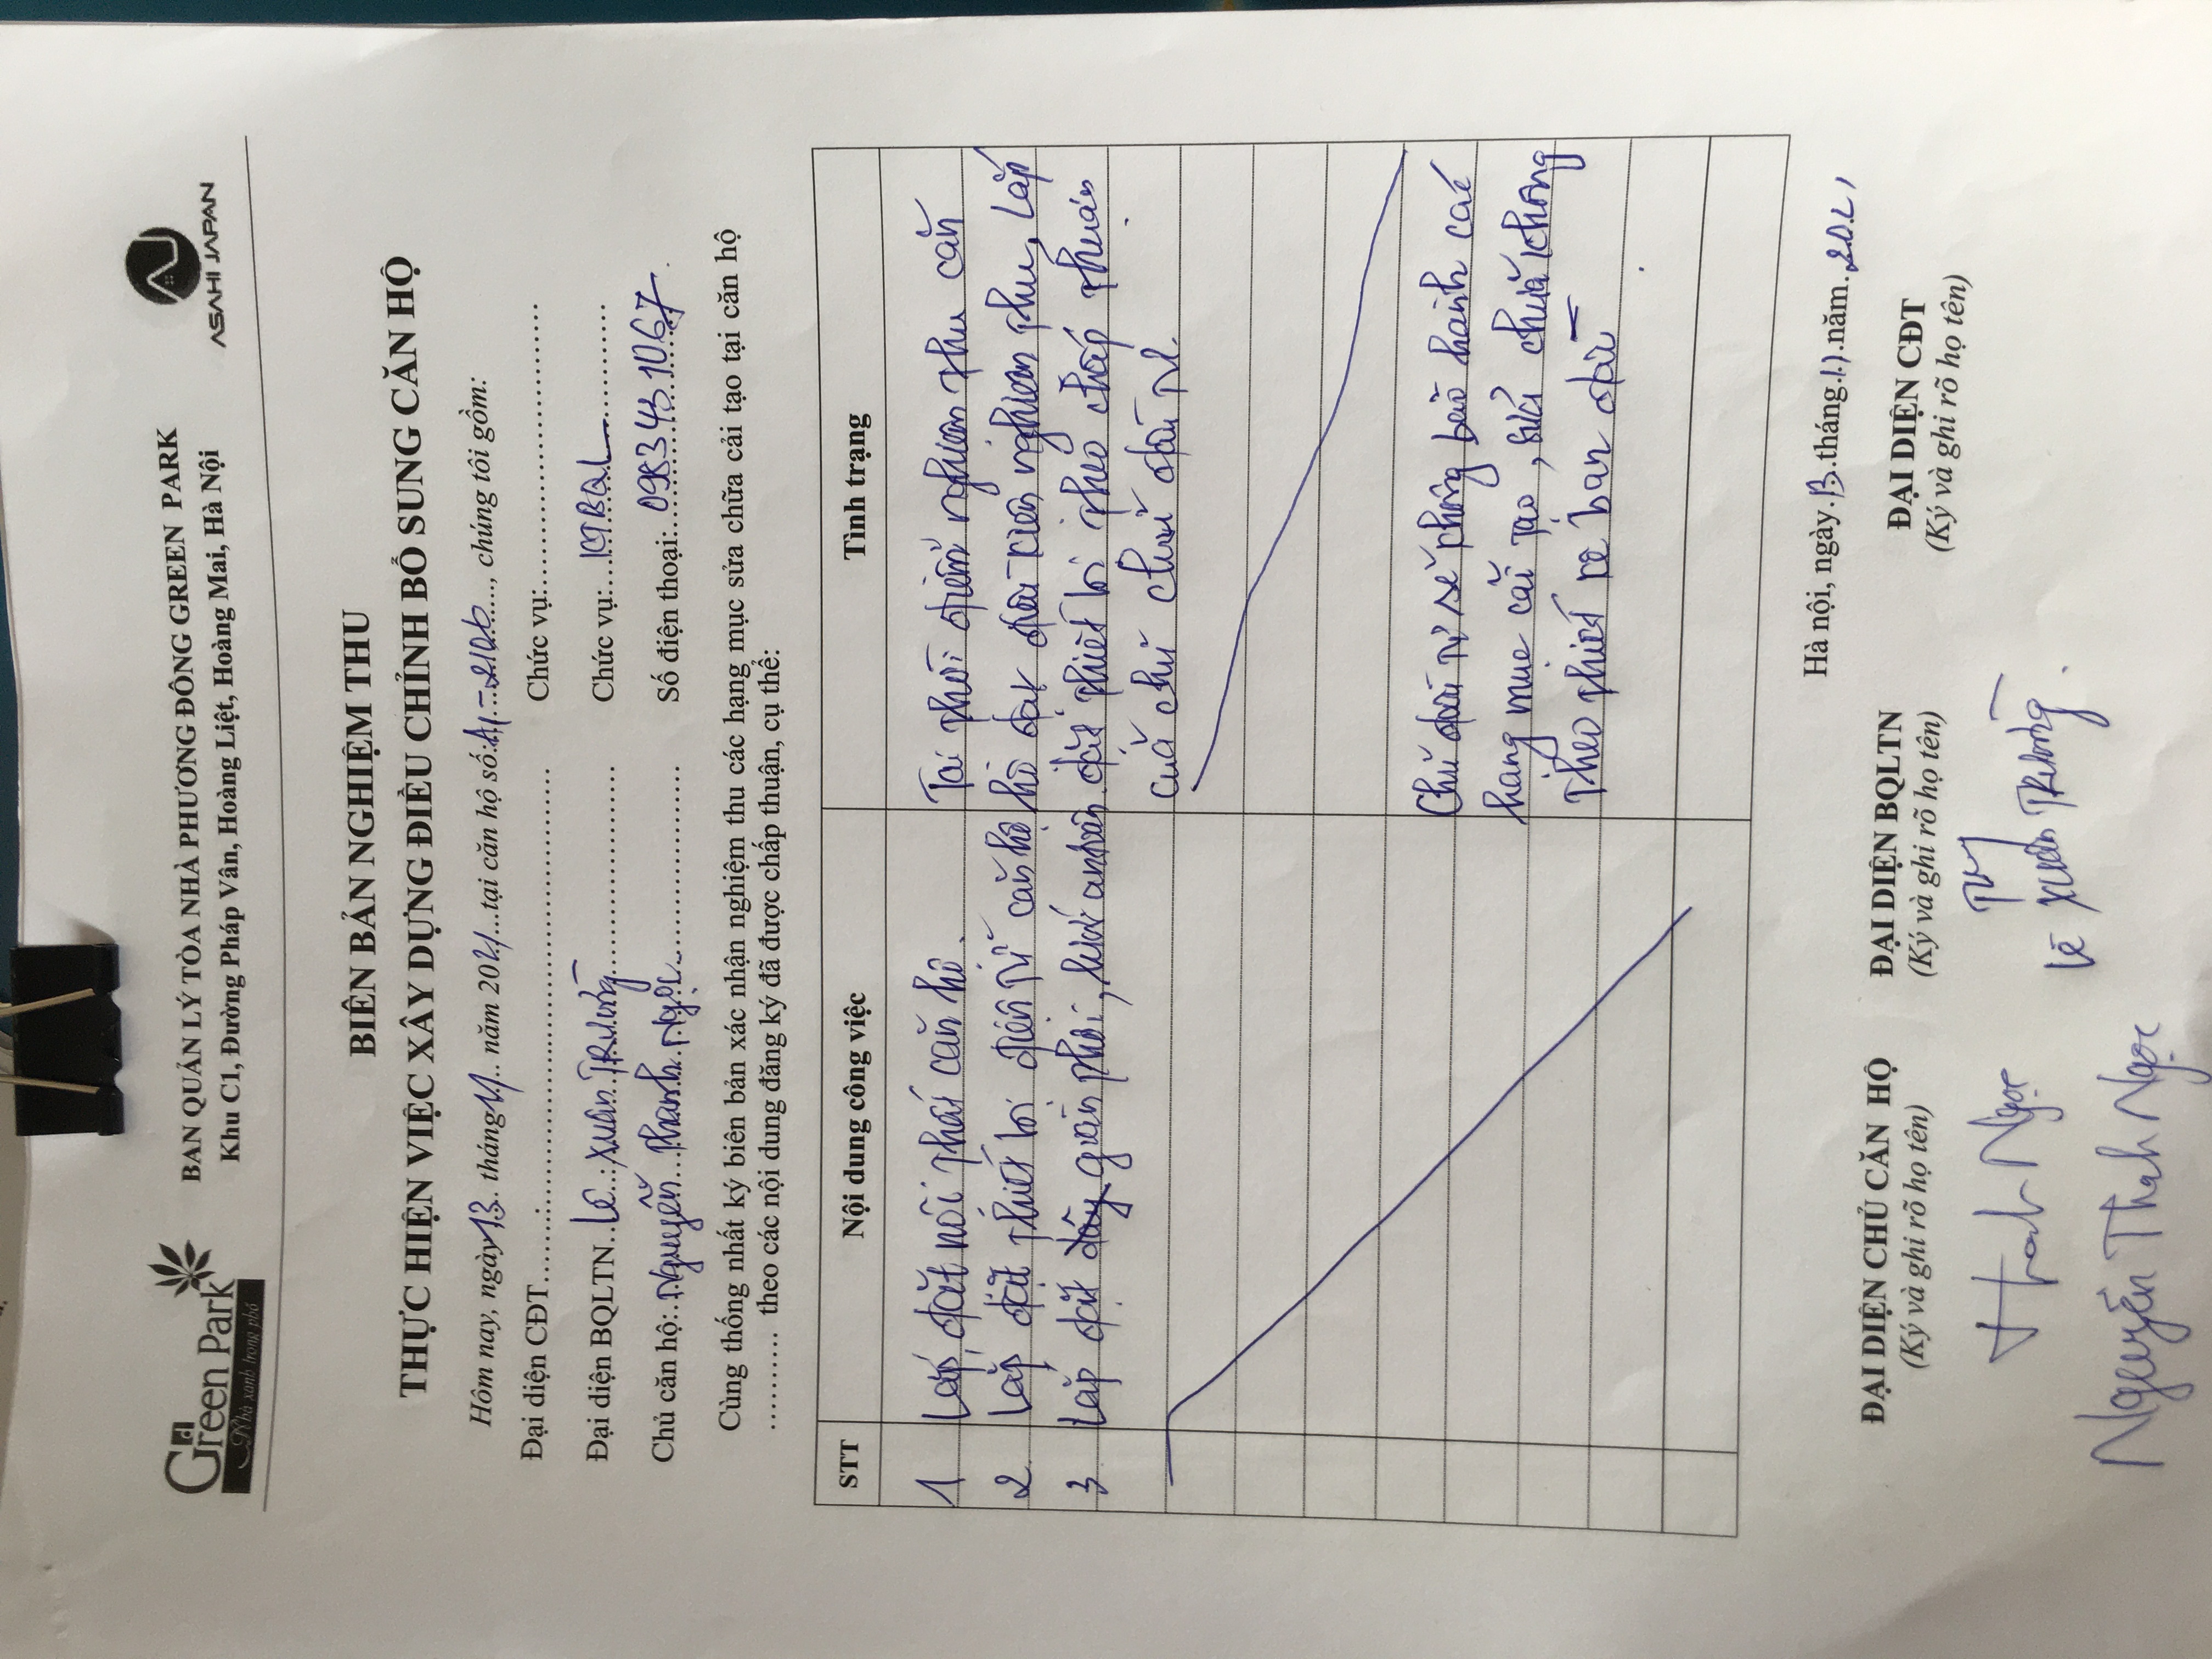 Green Park
Nhà xanh trong phố
BAN QUẢN LÝ TÒA NHÀ PHƯƠNG ĐÔNG GREEN PARK
Khu C1, Đường Pháp Vân, Hoàng Liệt, Hoàng Mai, Hà Nội
ASAHI JAPAN
BIÊN BẢN NGHIỆM THU
THỰC HIỆN VIỆC XÂY DỰNG ĐIỀU CHỈNH BỔ SUNG CĂN HỘ
Hôm nay, ngày 13 tháng 11 năm 2021 tại căn hộ số: A1-2106, chúng tôi gồm:
Đại diện CĐT.......:........................................... Chức vụ:............................
Đại diện BQLTN Lê Xuân Trường Chức vụ: KTBQL
Chủ căn hộ: Nguyễn Thanh Ngọc Số điện thoại: 0983451067
Cùng thống nhất ký biên bản xác nhận nghiệm thu các hạng mục sửa chữa cải tạo tại căn hộ
.......... theo các nội dung đăng ký đã được chấp thuận, cụ thể:
STT Nội dung công việc Tình trạng
1 Lắp đặt nội thất căn hộ. Tại thời điểm nghiệm thu căn
2 Lắp đặt thiết bị điện tử căn hộ hộ đạt điều kiện nghiệm thu, Lắp
3 Lắp đặt giàn phơi, lưới an toàn đặt thiết bị theo chấp thuận
của chủ đầu tư.
Chủ đầu tư sẽ không bảo hành các
hạng mục cải tạo, sửa chữa không
theo thiết kế ban đầu
Hà nội, ngày 13 tháng 11 năm 2021
ĐẠI DIỆN CHỦ CĂN HỘ ĐẠI DIỆN BQLTN ĐẠI DIỆN CĐT
(Ký và ghi rõ họ tên) (Ký và ghi rõ họ tên) (Ký và ghi rõ họ tên)
Thanh Ngọc
Lê Xuân Trường
Nguyễn Thanh Ngọc